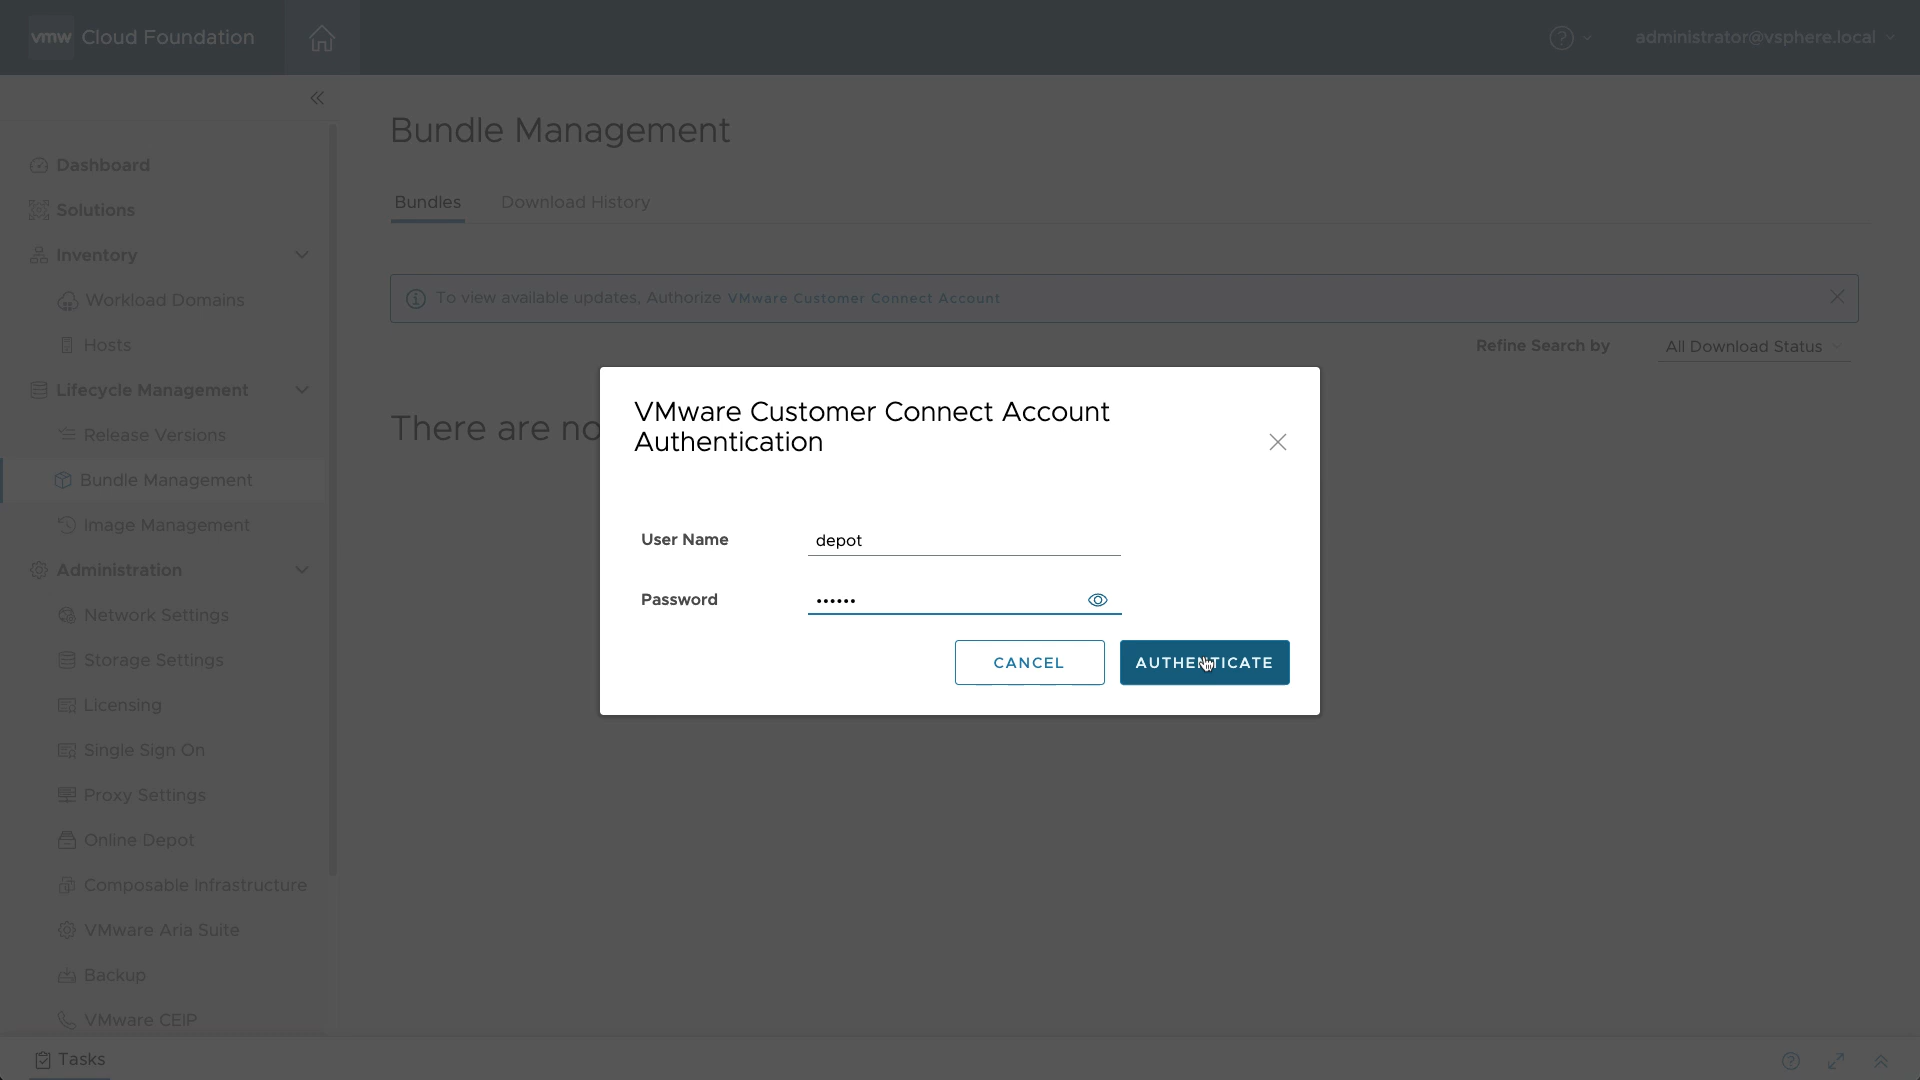 vmw Cloud Foundation
administrator@vsphere.local
Dashboard
Solutions
Inventory
Workload Domains
Hosts
Lifecycle Management
Release Versions
Bundle Management
Image Management
Administration
Network Settings
Storage Settings
Licensing
Single Sign On
Proxy Settings
Online Depot
Composable Infrastructure
VMware Aria Suite
Backup
VMware CEIP
Bundle Management
Bundles Download History
To view available updates, Authorize VMware Customer Connect Account
Refine Search by All Download Status
There are no
VMware Customer Connect Account
Authentication
User Name depot
Password ••••••
CANCEL AUTHENTICATE
Tasks